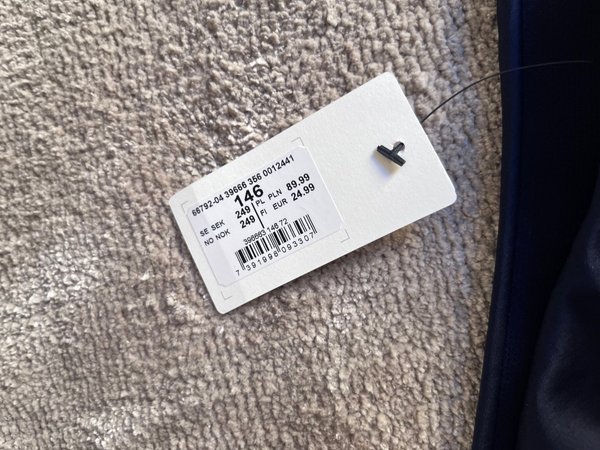 66792-04 39666 356 0012441
146
SE SEK 249 PL PLN 89.99
NO NOK 249 FI EUR 24.99
396663 146 72
7 391998 093307